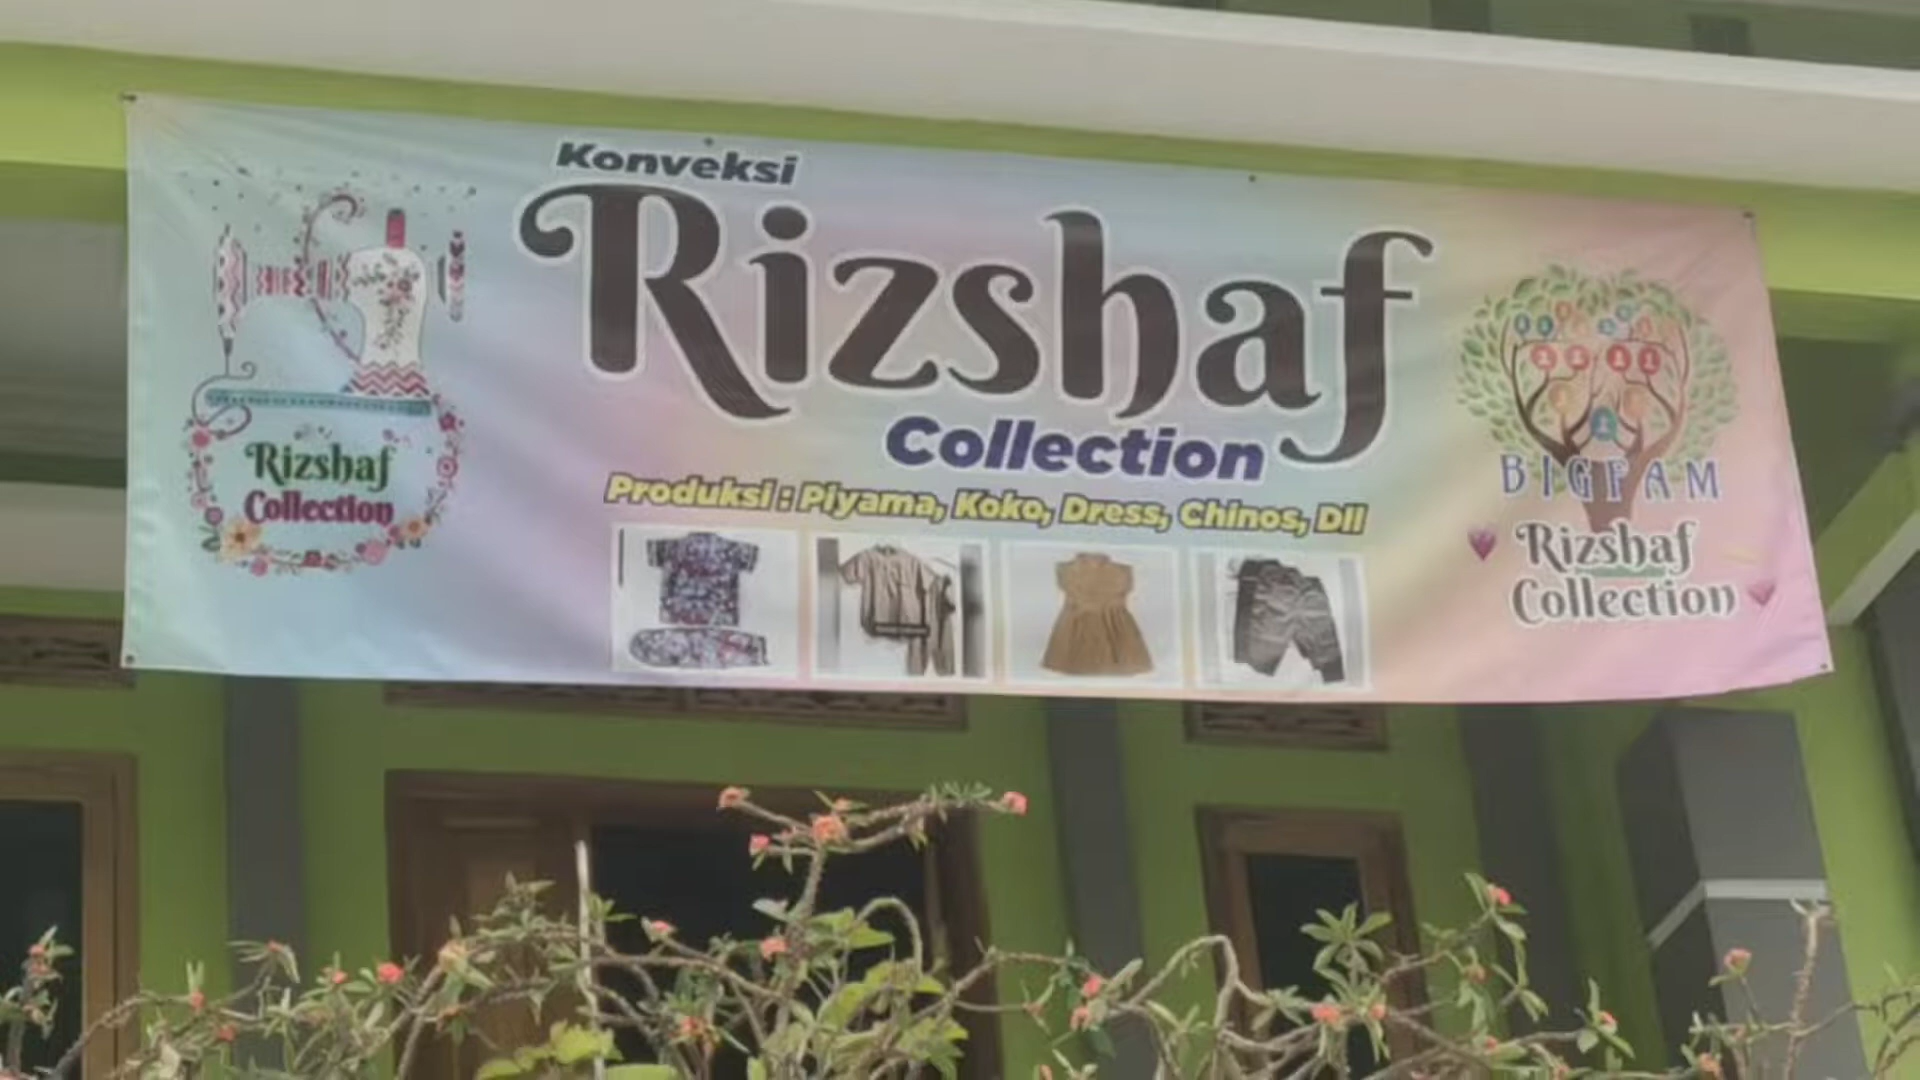 Konveksi
Rizshaf
Collection
Produksi : Piyama, Koko, Dress, Chinos, Dll
Rizshaf
Collection
BIGFAM
Rizshaf
Collection